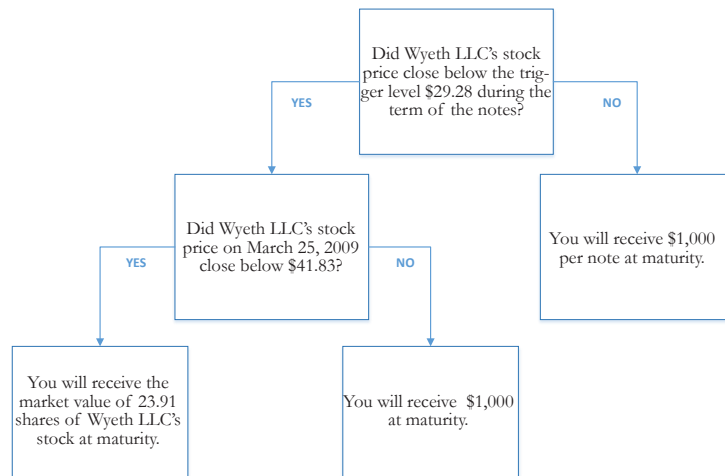 Did Wyeth LLC's stock
price close below the trig-
ger level $29.28 during the
term of the notes?
YES
NO
Did Wyeth LLC's stock
price on March 25, 2009
close below $41.83?
You will receive $1,000
per note at maturity.
YES
NO
You will receive the
market value of 23.91
shares of Wyeth LLC's
stock at maturity.
You will receive $1,000
at maturity.